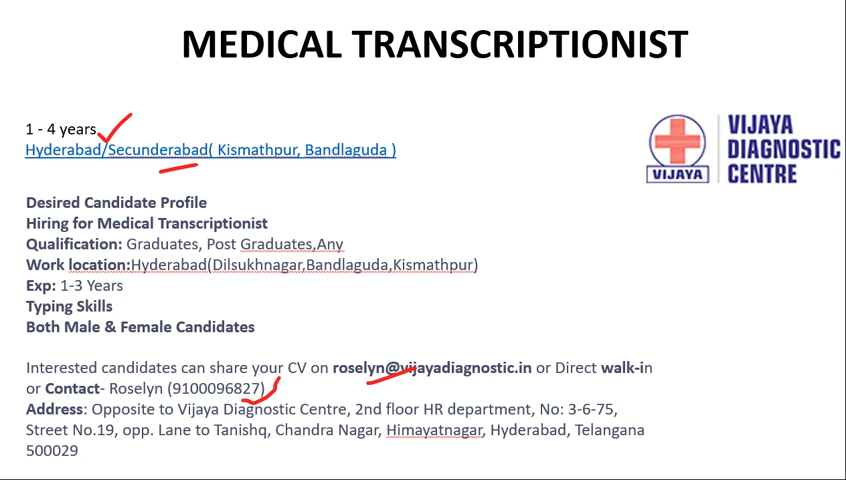 MEDICAL TRANSCRIPTIONIST
1 - 4 years
Hyderabad/Secunderabad( Kismathpur, Bandlaguda )
VIJAYA
DIAGNOSTIC
CENTRE
VIJAYA
Desired Candidate Profile
Hiring for Medical Transcriptionist
Qualification: Graduates, Post Graduates,Any
Work location:Hyderabad(Dilsukhnagar,Bandlaguda,Kismathpur)
Exp: 1-3 Years
Typing Skills
Both Male & Female Candidates
Interested candidates can share your CV on roselyn@vijayadiagnostic.in or Direct walk-in
or Contact- Roselyn (9100096827)
Address: Opposite to Vijaya Diagnostic Centre, 2nd floor HR department, No: 3-6-75,
Street No.19, opp. Lane to Tanishq, Chandra Nagar, Himayatnagar, Hyderabad, Telangana
500029